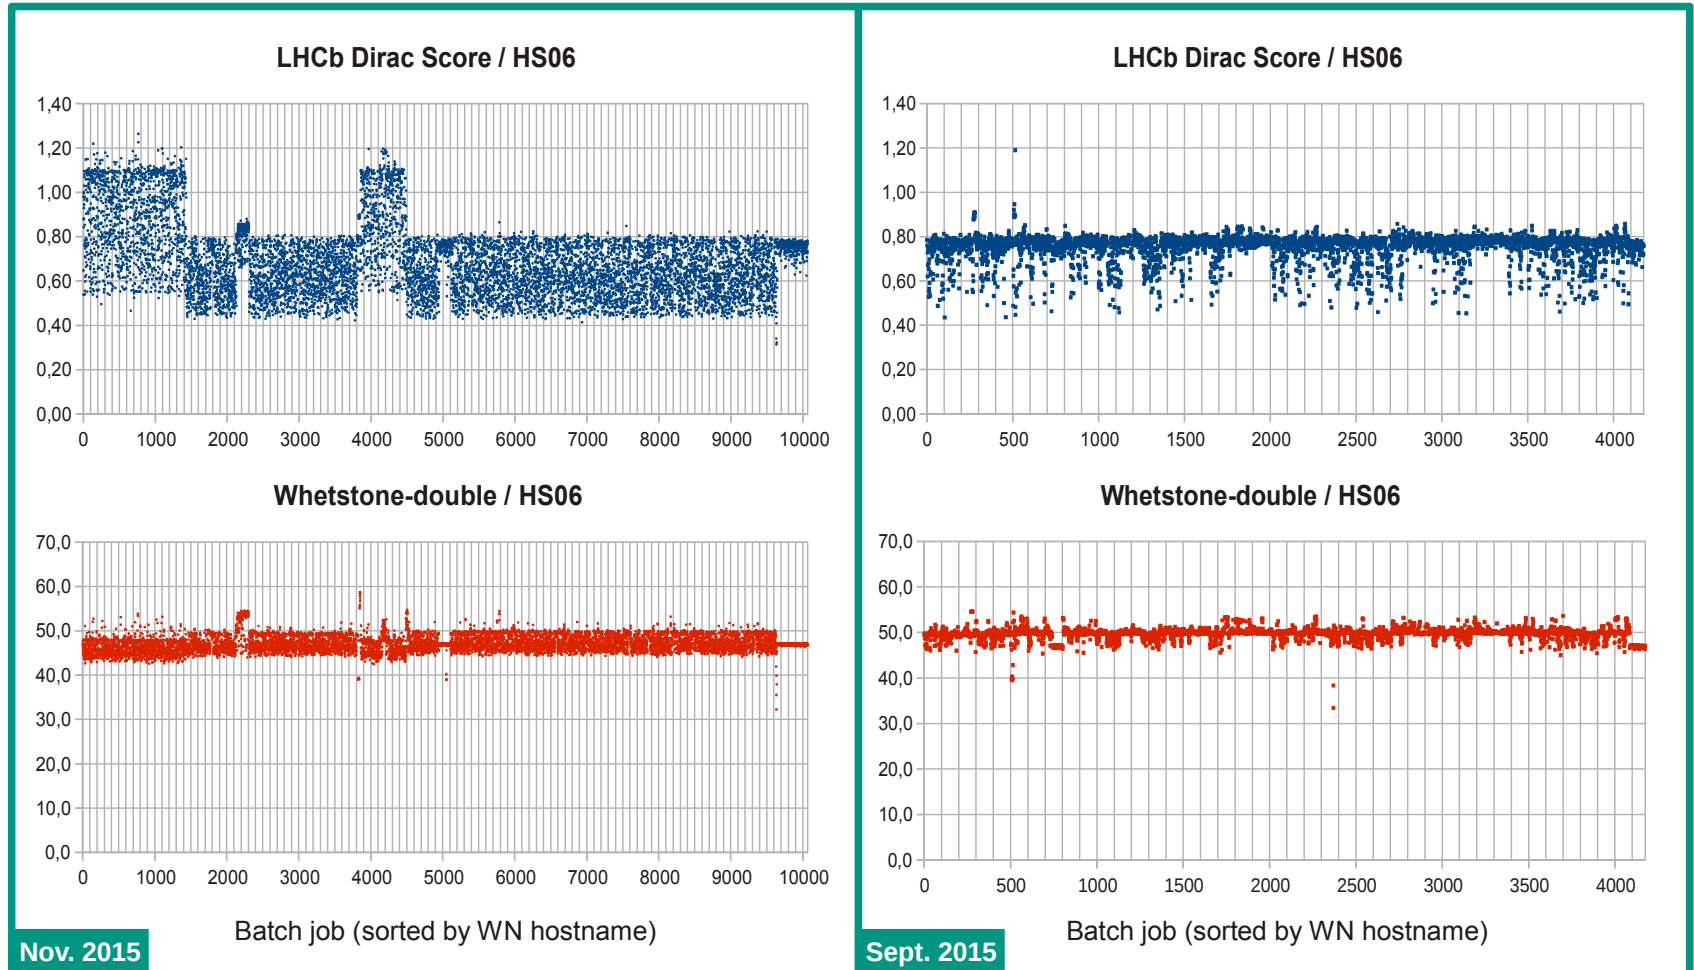 LHCb Dirac Score / HS06
1,40
1,20
1,00
0,80
0,60
0,40
0,20
0,00
0 1000 2000 3000 4000 5000 6000 7000 8000 9000 10000
Whetstone-double / HS06
70,0
60,0
50,0
40,0
30,0
20,0
10,0
0,0
0 1000 2000 3000 4000 5000 6000 7000 8000 9000 10000
Batch job (sorted by WN hostname)
Nov. 2015
LHCb Dirac Score / HS06
1,40
1,20
1,00
0,80
0,60
0,40
0,20
0,00
0 500 1000 1500 2000 2500 3000 3500 4000
Whetstone-double / HS06
70,0
60,0
50,0
40,0
30,0
20,0
10,0
0,0
0 500 1000 1500 2000 2500 3000 3500 4000
Batch job (sorted by WN hostname)
Sept. 2015